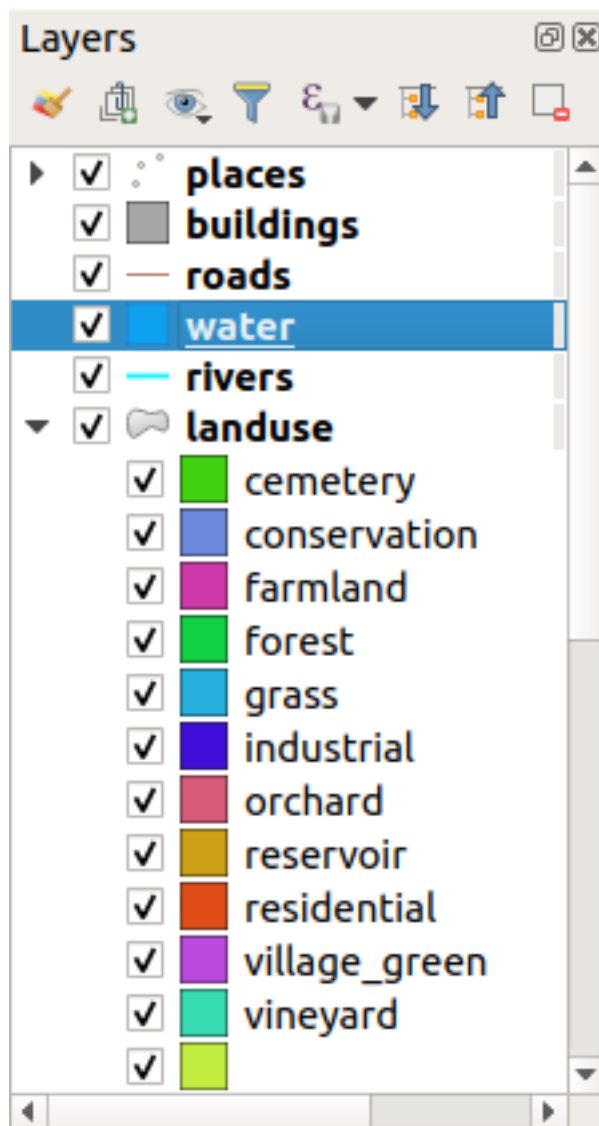 Layers
places
buildings
roads
water
rivers
landuse
cemetery
conservation
farmland
forest
grass
industrial
orchard
reservoir
residential
village_green
vineyard